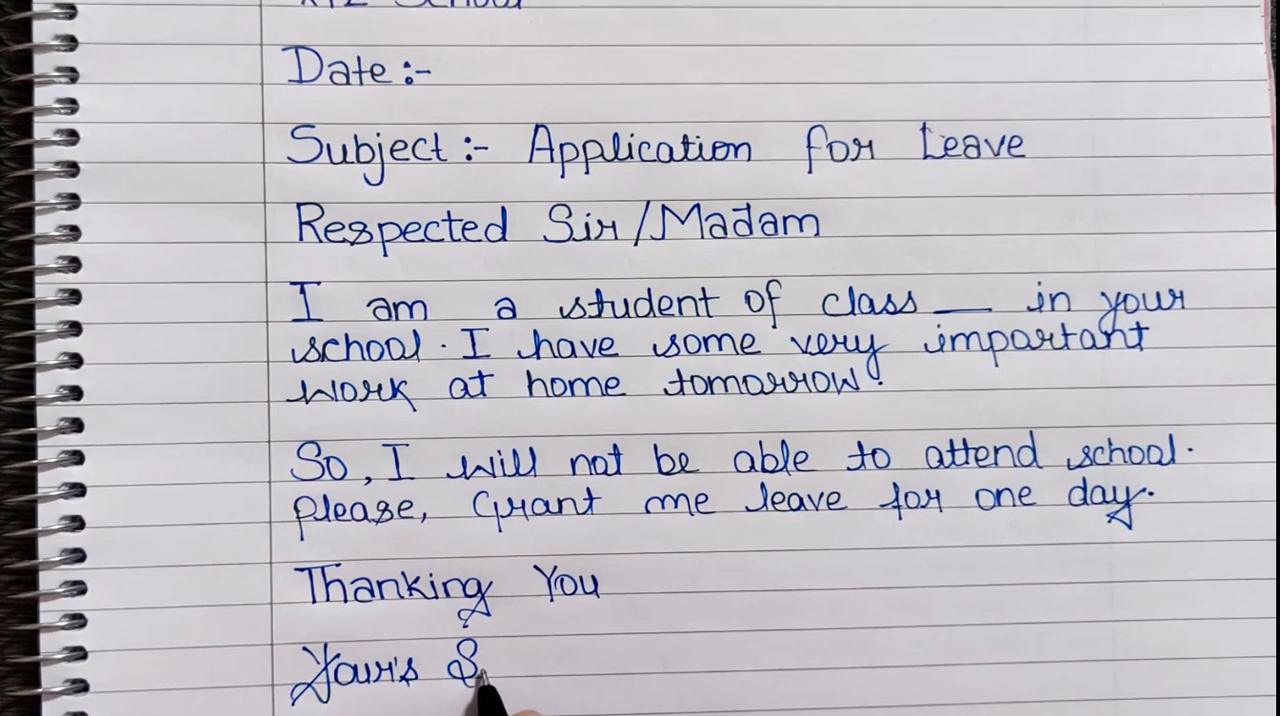 XYZ School
Date :-
Subject :- Application for Leave
Respected Sir/Madam
I am a student of class __ in your
school. I have some very important
work at home tomorrow.
So, I will not be able to attend school.
please, Grant me leave for one day.
Thanking You
Your's S